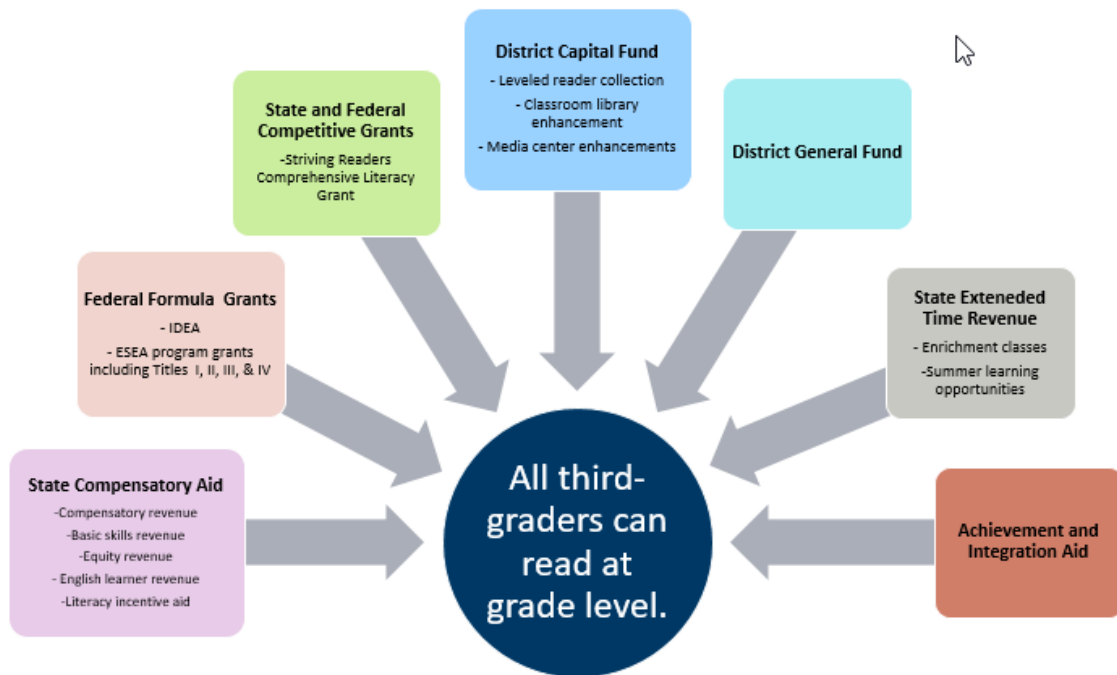 District Capital Fund
- Leveled reader collection
- Classroom library
enhancement
- Media center enhancements
State and Federal
Competitive Grants
-Striving Readers
Comprehensive Literacy
Grant
District General Fund
Federal Formula Grants
- IDEA
- ESEA program grants
including Titles I, II, III, & IV
State Exteneded
Time Revenue
- Enrichment classes
-Summer learning
opportunities
State Compensatory Aid
-Compensatory revenue
-Basic skills revenue
-Equity revenue
- English learner revenue
-Literacy incentive aid
All third-
graders can
read at
grade level.
Achievement and
Integration Aid